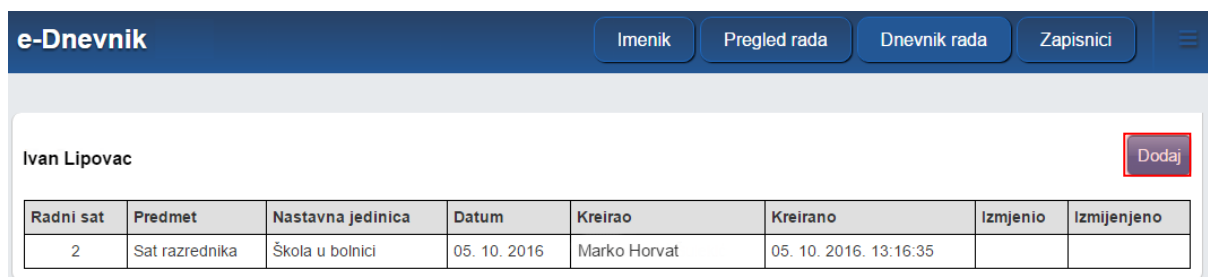 e-Dnevnik Imenik Pregled rada Dnevnik rada Zapisnici
Ivan Lipovac Dodaj
Radni sat Predmet Nastavna jedinica Datum Kreirao Kreirano Izmjenio Izmijenjeno
2 Sat razrednika Škola u bolnici 05. 10. 2016 Marko Horvat 05. 10. 2016. 13:16:35